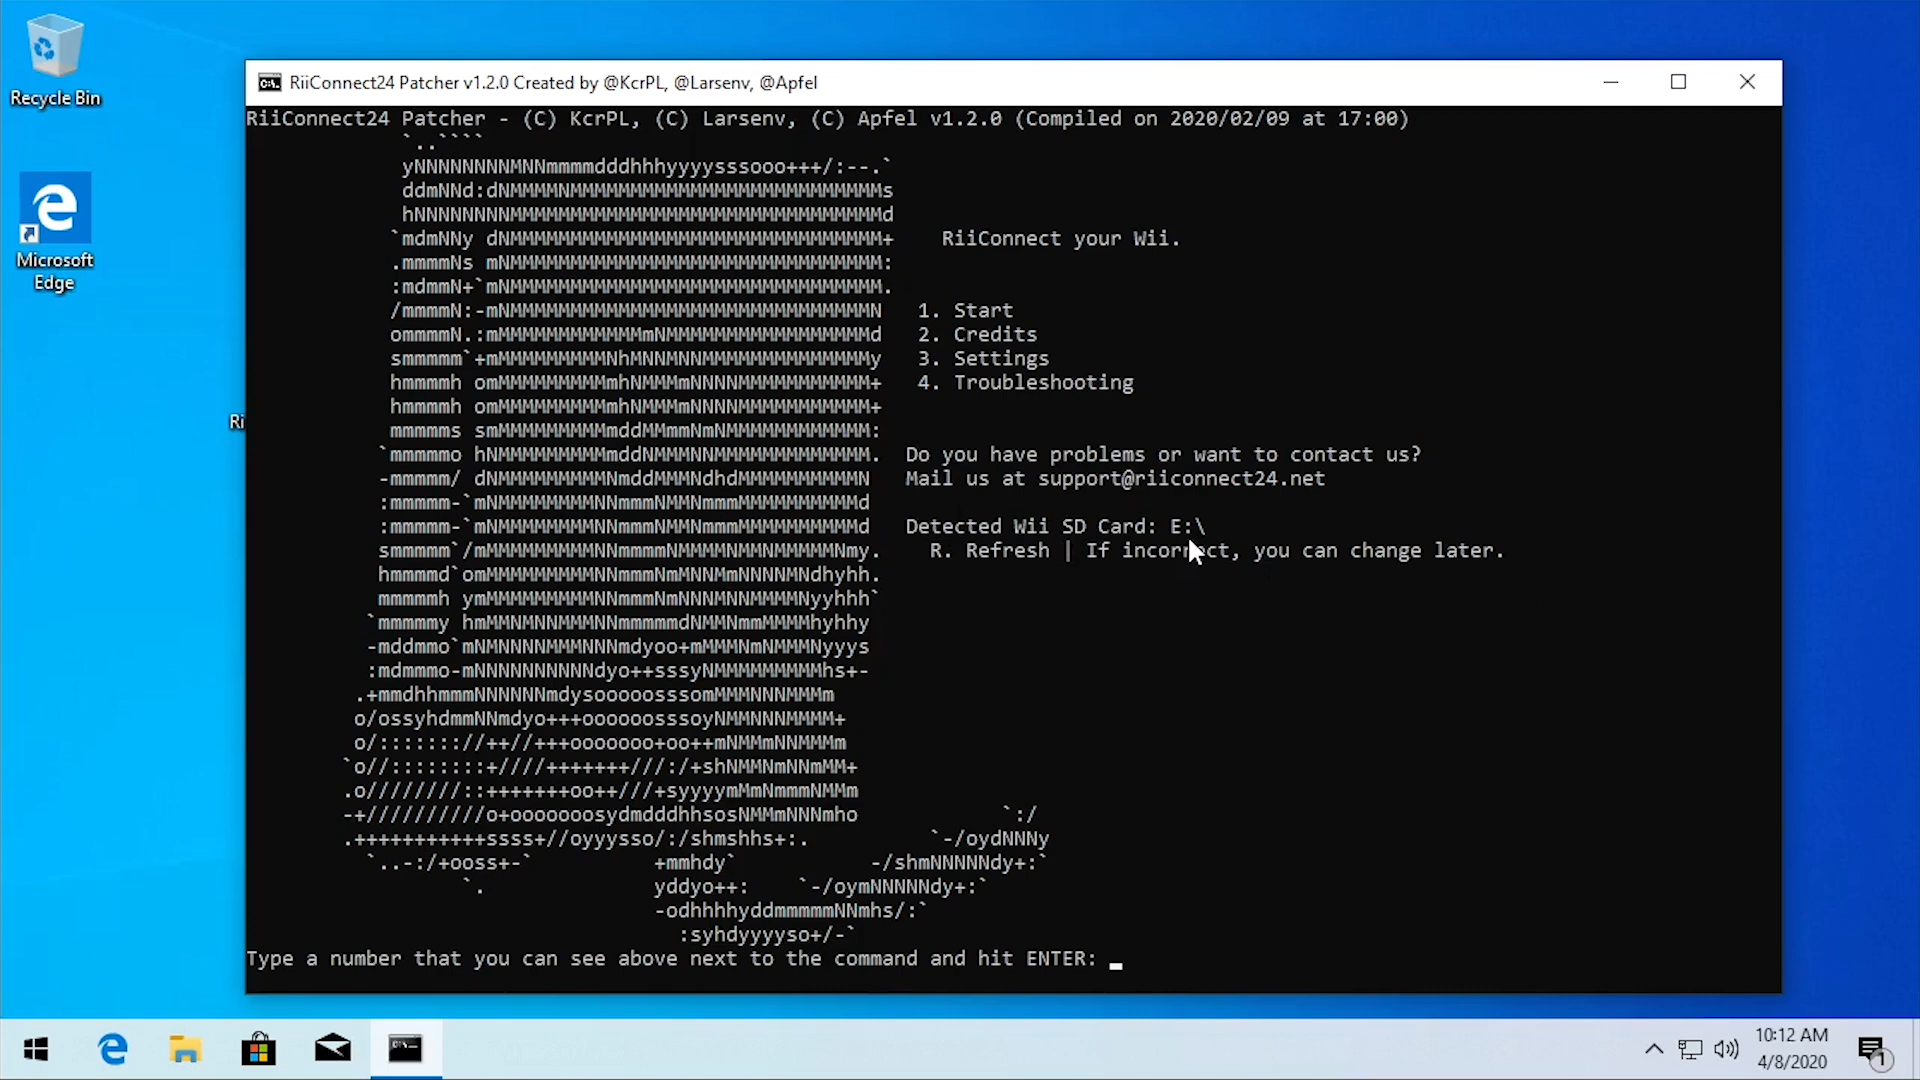 Recycle Bin
Microsoft
Edge
Ri
RiiConnect24 Patcher v1.2.0 Created by @KcrPL, @Larsenv, @Apfel
RiiConnect24 Patcher - (C) KcrPL, (C) Larsenv, (C) Apfel v1.2.0 (Compiled on 2020/02/09 at 17:00)
RiiConnect your Wii.
1. Start
2. Credits
3. Settings
4. Troubleshooting
Do you have problems or want to contact us?
Mail us at support@riiconnect24.net
Detected Wii SD Card: E:\
R. Refresh | If incorrect, you can change later.
Type a number that you can see above next to the command and hit ENTER: _
10:12 AM
4/8/2020
1